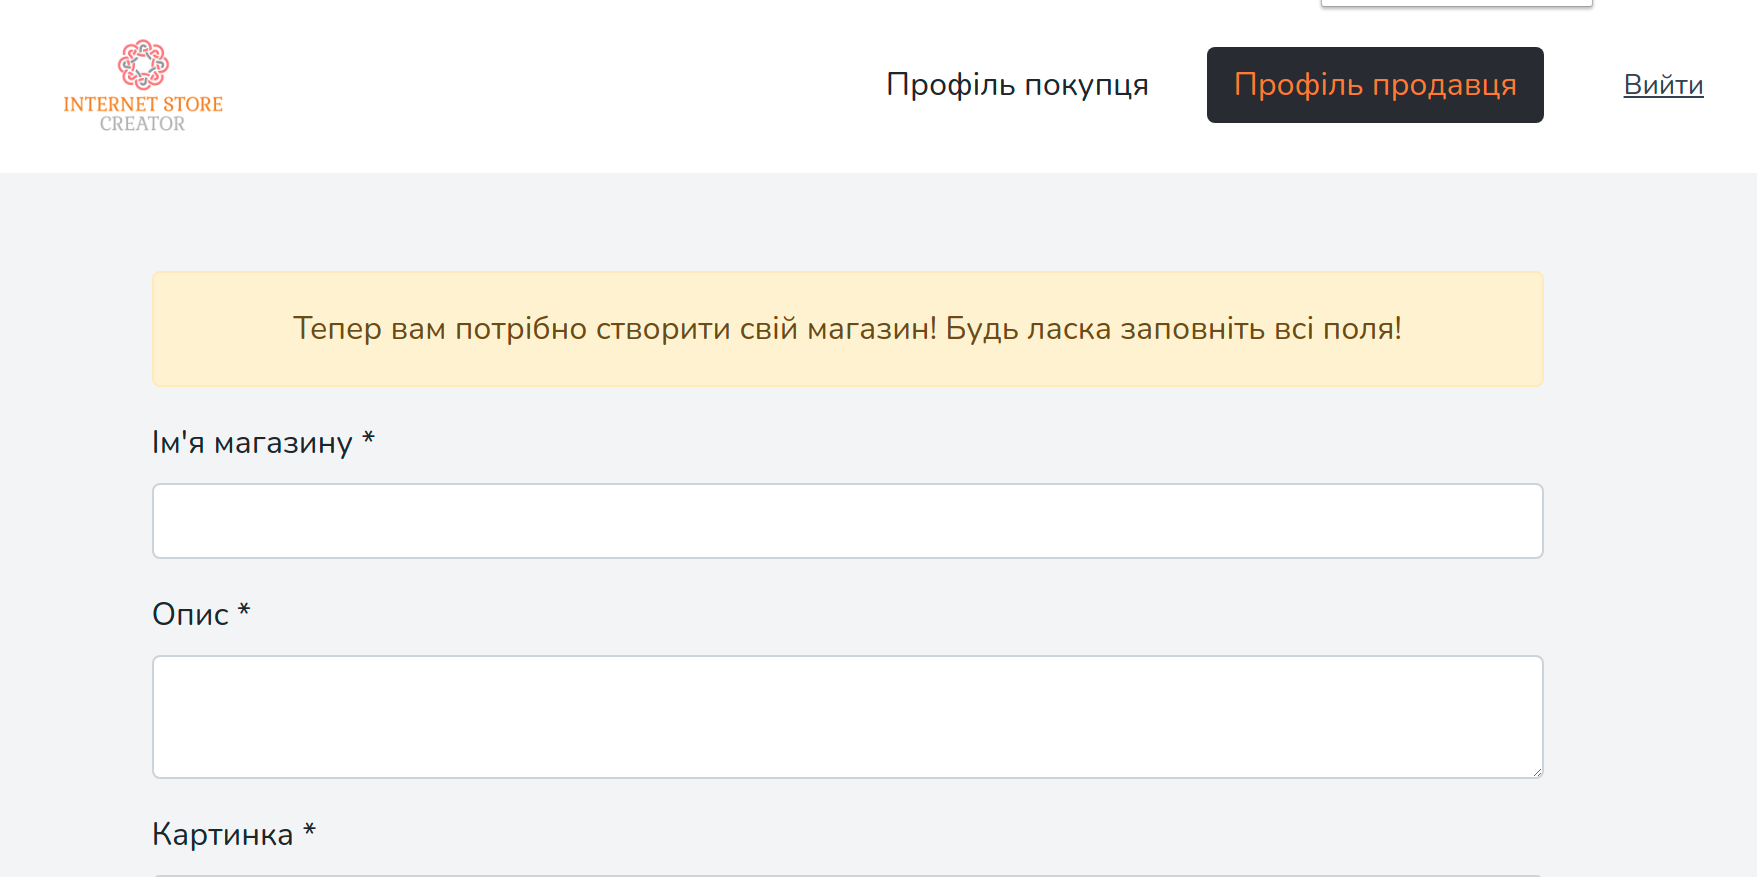 INTERNET STORE
CREATOR
Профіль покупця
Профіль продавця
Вийти
Тепер вам потрібно створити свій магазин! Будь ласка заповніть всі поля!
Ім'я магазину *
Опис *
Картинка *